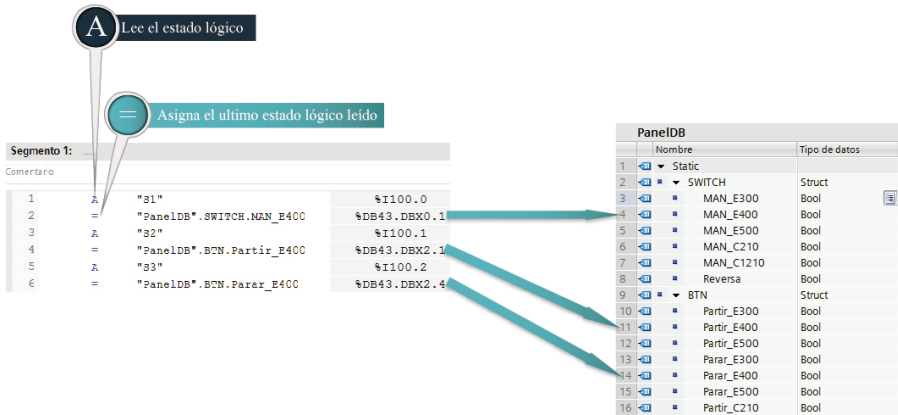 A Lee el estado lógico
= Asigna el ultimo estado lógico leído
Segmento 1: ...
Comentario
1 A "S1" %I100.0
2 = "PanelDB".SWITCH.MAN_E400 %DB43.DBX0.1
3 A "S2" %I100.1
4 = "PanelDB".BTN.Partir_E400 %DB43.DBX2.1
5 A "S3" %I100.2
6 = "PanelDB".BTN.Parar_E400 %DB43.DBX2.4
PanelDB
Nombre Tipo de datos
1 Static
2 SWITCH Struct
3 MAN_E300 Bool
4 MAN_E400 Bool
5 MAN_E500 Bool
6 MAN_C210 Bool
7 MAN_C1210 Bool
8 Reversa Bool
9 BTN Struct
10 Partir_E300 Bool
11 Partir_E400 Bool
12 Partir_E500 Bool
13 Parar_E300 Bool
14 Parar_E400 Bool
15 Parar_E500 Bool
16 Partir_C210 Bool